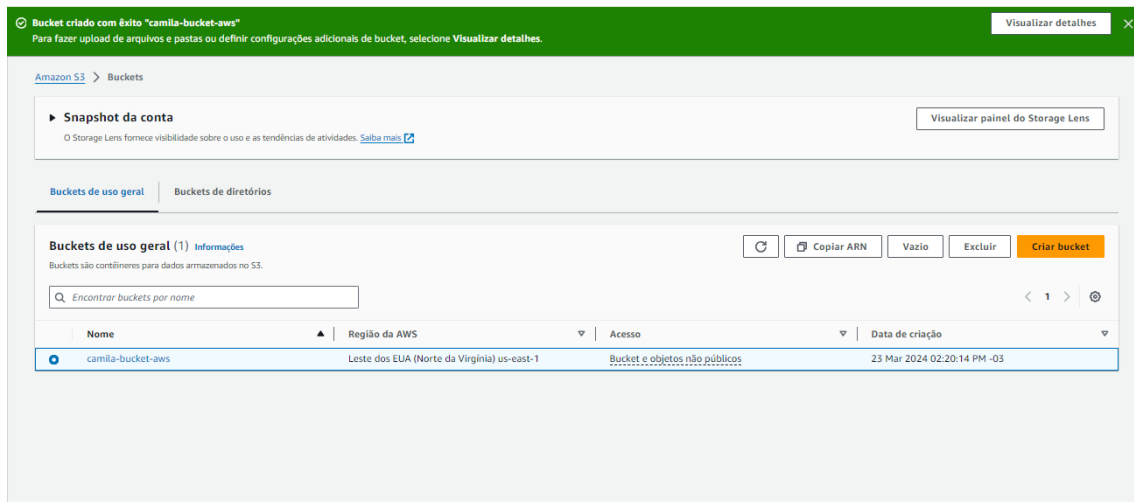 Bucket criado com êxito "camila-bucket-aws"
Visualizar detalhes
Para fazer upload de arquivos e pastas ou definir configurações adicionais de bucket, selecione Visualizar detalhes.
Amazon S3 > Buckets
Snapshot da conta
Visualizar painel do Storage Lens
O Storage Lens fornece visibilidade sobre o uso e as tendências de atividades. Saiba mais
Buckets de uso geral Buckets de diretórios
Buckets de uso geral (1) Informações
Copiar ARN Vazio Excluir Criar bucket
Buckets são contêineres para dados armazenados no S3.
Encontrar buckets por nome
1
Nome Região da AWS Acesso Data de criação
camila-bucket-aws Leste dos EUA (Norte da Virgínia) us-east-1 Bucket e objetos não públicos 23 Mar 2024 02:20:14 PM -03